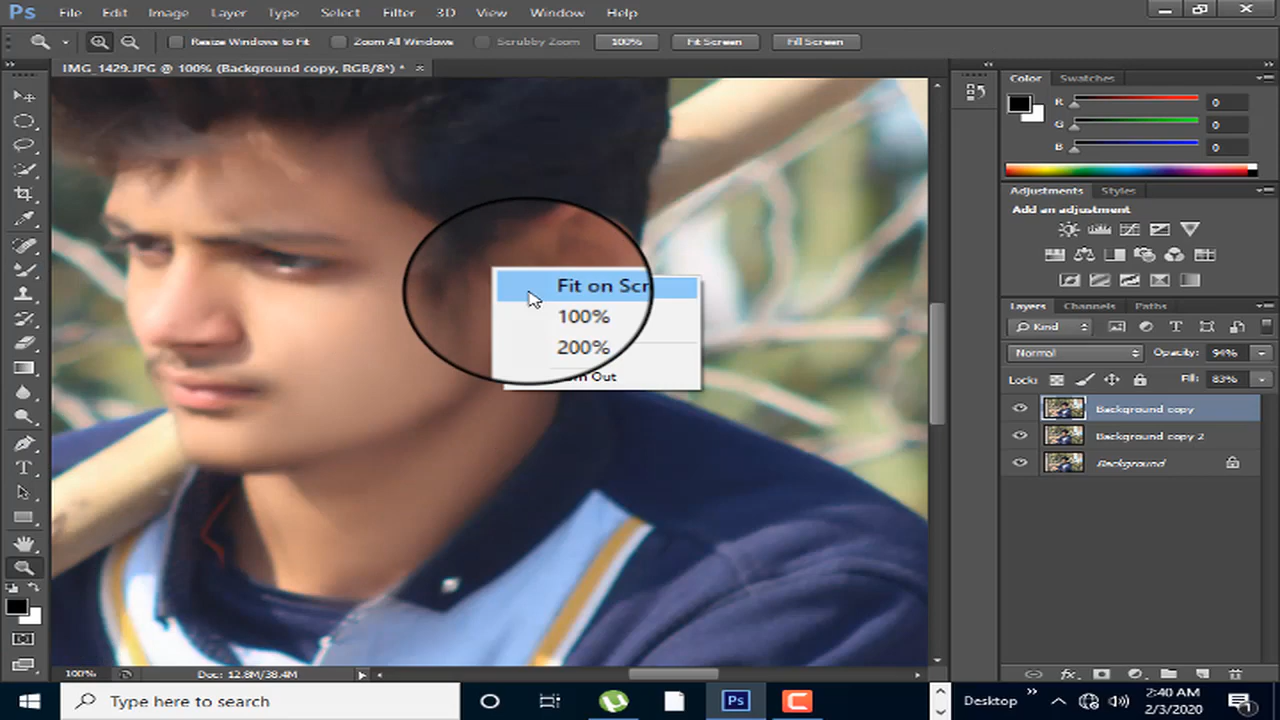 Ps File Edit Image Layer Type Select Filter 3D View Window Help
Resize Windows to Fit Zoom All Windows Scrubby Zoom 100% Fit Screen Fill Screen
IMG_1429.JPG @ 100% (Background copy, RGB/8*) * ×
Color Swatches
R 0
G 0
B 0
Adjustments Styles
Add an adjustment
Fit on Scr
100%
200%
Out
Layers Channels Paths
Kind
Normal Opacity: 94%
Lock: Fill: 83%
Background copy
Background copy 2
Background
100% Doc: 12.8M/38.4M
Type here to search
Ps
Desktop
2:40 AM
2/3/2020
1